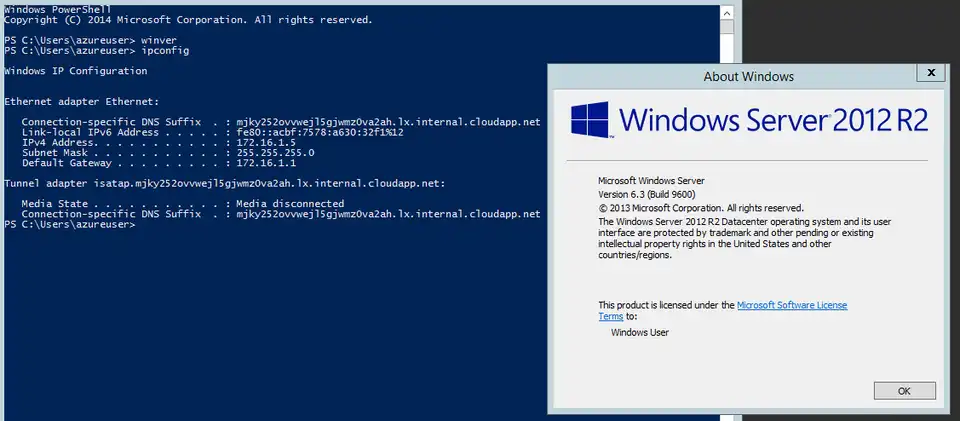 Windows PowerShell
Copyright (C) 2014 Microsoft Corporation. All rights reserved.
PS C:\Users\azureuser> winver
PS C:\Users\azureuser> ipconfig
Windows IP Configuration
Ethernet adapter Ethernet:
Connection-specific DNS Suffix . : mjky252ovvwejl5gjwmz0va2ah.lx.internal.cloudapp.net
Link-local IPv6 Address . . . . . : fe80::acbf:7578:a630:32f1%12
IPv4 Address. . . . . . . . . . . : 172.16.1.5
Subnet Mask . . . . . . . . . . . : 255.255.255.0
Default Gateway . . . . . . . . . : 172.16.1.1
Tunnel adapter isatap.mjky252ovvwejl5gjwmz0va2ah.lx.internal.cloudapp.net:
Media State . . . . . . . . . . . : Media disconnected
Connection-specific DNS Suffix . : mjky252ovvwejl5gjwmz0va2ah.lx.internal.cloudapp.net
PS C:\Users\azureuser>
About Windows
x
Windows Server 2012 R2
Microsoft Windows Server
Version 6.3 (Build 9600)
© 2013 Microsoft Corporation. All rights reserved.
The Windows Server 2012 R2 Datacenter operating system and its user
interface are protected by trademark and other pending or existing
intellectual property rights in the United States and other
countries/regions.
This product is licensed under the Microsoft Software License
Terms to:
Windows User
OK